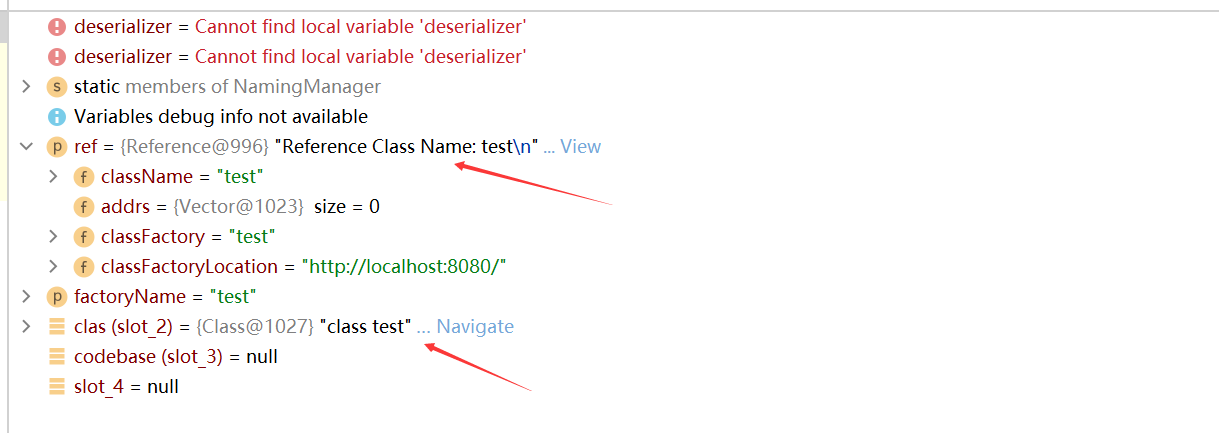 deserializer = Cannot find local variable 'deserializer'
deserializer = Cannot find local variable 'deserializer'
s static members of NamingManager
Variables debug info not available
p ref = {Reference@996} "Reference Class Name: test\n" ... View
f className = "test"
f addrs = {Vector@1023} size = 0
f classFactory = "test"
f classFactoryLocation = "http://localhost:8080/"
p factoryName = "test"
clas (slot_2) = {Class@1027} "class test" ... Navigate
codebase (slot_3) = null
slot_4 = null